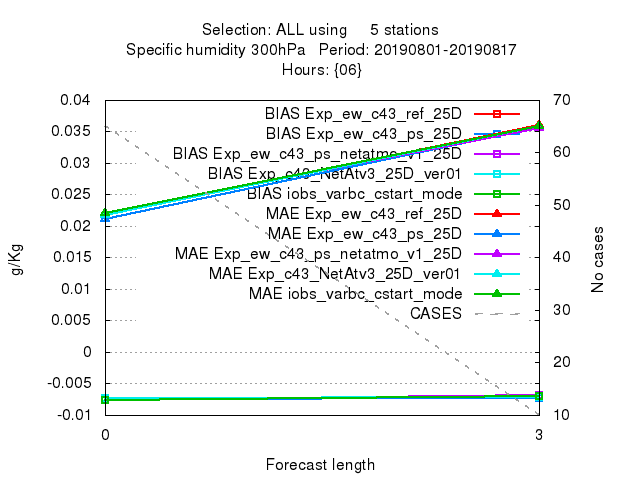 Selection: ALL using 5 stations
Specific humidity 300hPa Period: 20190801-20190817
Hours: {06}
0.04
0.035
0.03
0.025
0.02
0.015
0.01
0.005
0
-0.005
-0.01
g/Kg
BIAS Exp_ew_c43_ref_25D
BIAS Exp_ew_c43_ps_25D
BIAS Exp_ew_c43_ps_netatmo_v1_25D
BIAS Exp_c43_NetAtv3_25D_ver01
BIAS iobs_varbc_cstart_mode
MAE Exp_ew_c43_ref_25D
MAE Exp_ew_c43_ps_25D
MAE Exp_ew_c43_ps_netatmo_v1_25D
MAE Exp_c43_NetAtv3_25D_ver01
MAE iobs_varbc_cstart_mode
CASES
70
60
50
40
30
20
10
No cases
0 3
Forecast length